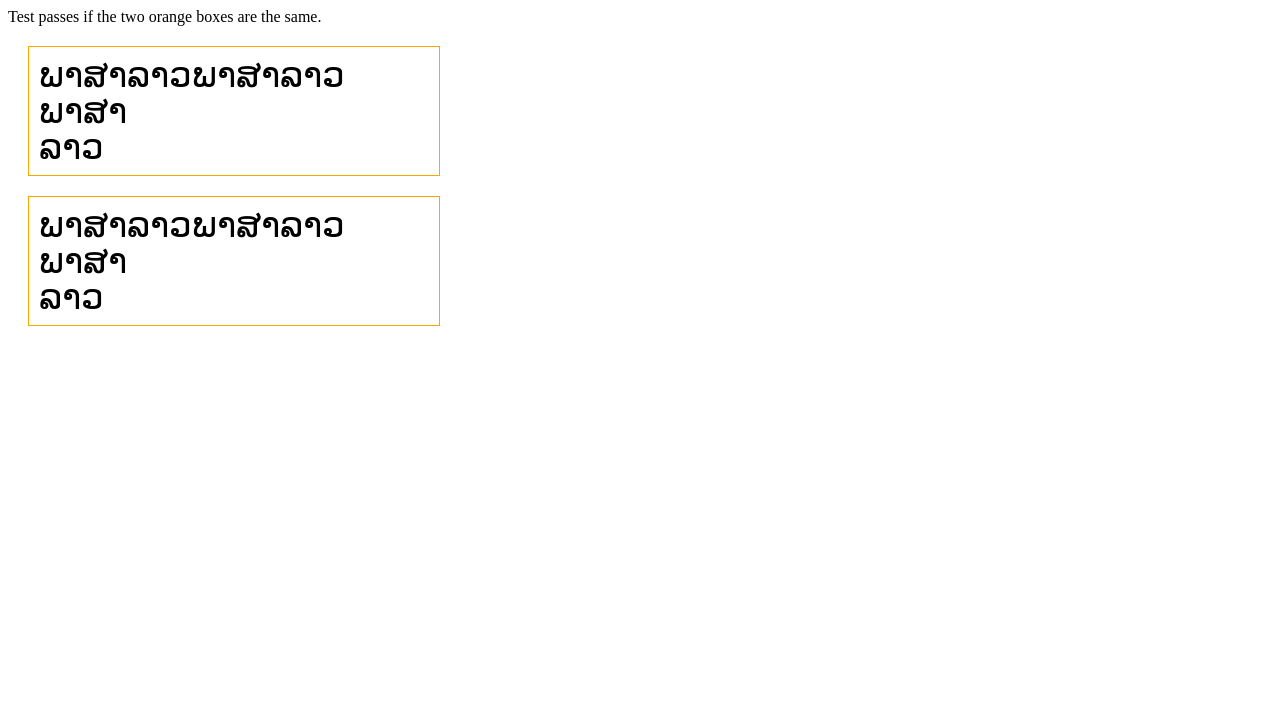 Test passes if the two orange boxes are the same.
ພາສາລາວພາສາລາວ
ພາສາ
ລາວ
ພາສາລາວພາສາລາວ
ພາສາ
ລາວ